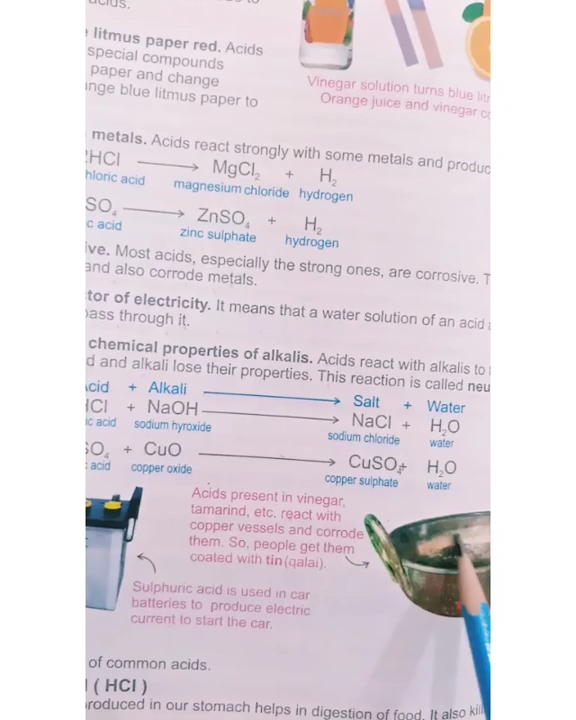 acids.
litmus paper red. Acids
special compounds
paper and change
ange blue litmus paper to
Vinegar solution turns blue lit
Orange juice and vinegar co
metals. Acids react strongly with some metals and produc
2HCl → MgCl₂ + H₂
hloric acid magnesium chloride hydrogen
SO₄ → ZnSO₄ + H₂
c acid zinc sulphate hydrogen
ive. Most acids, especially the strong ones, are corrosive. T
and also corrode metals.
tor of electricity. It means that a water solution of an acid
pass through it.
chemical properties of alkalis. Acids react with alkalis to
d and alkali lose their properties. This reaction is called neu
Acid + Alkali → Salt + Water
HCl + NaOH → NaCl + H₂O
ic acid sodium hyroxide sodium chloride water
SO₄ + CuO → CuSO₄+ H₂O
acid copper oxide copper sulphate water
Acids present in vinegar,
tamarind, etc. react with
copper vessels and corrode
them. So, people get them
coated with tin(qalai).
Sulphuric acid is used in car
batteries to produce electric
current to start the car.
of common acids.
( HCl )
produced in our stomach helps in digestion of food. It also kil